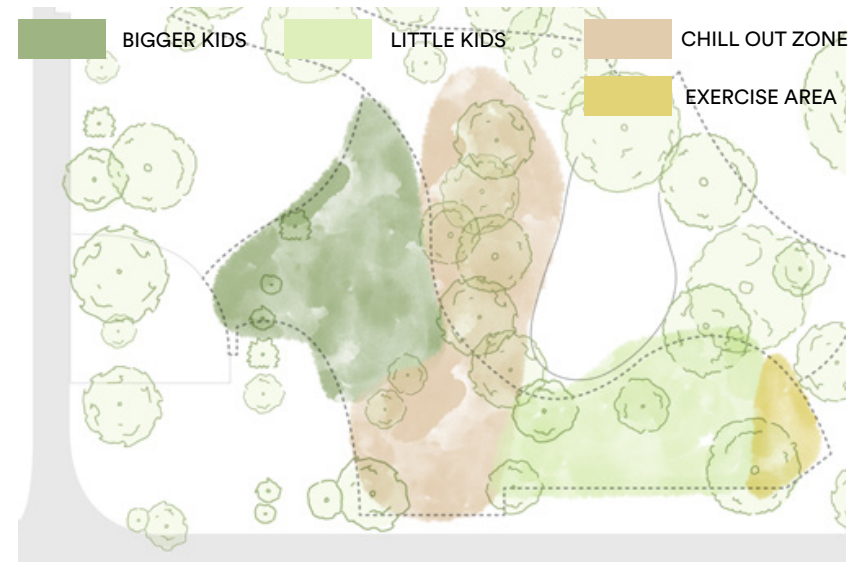 BIGGER KIDS
LITTLE KIDS
CHILL OUT ZONE
EXERCISE AREA